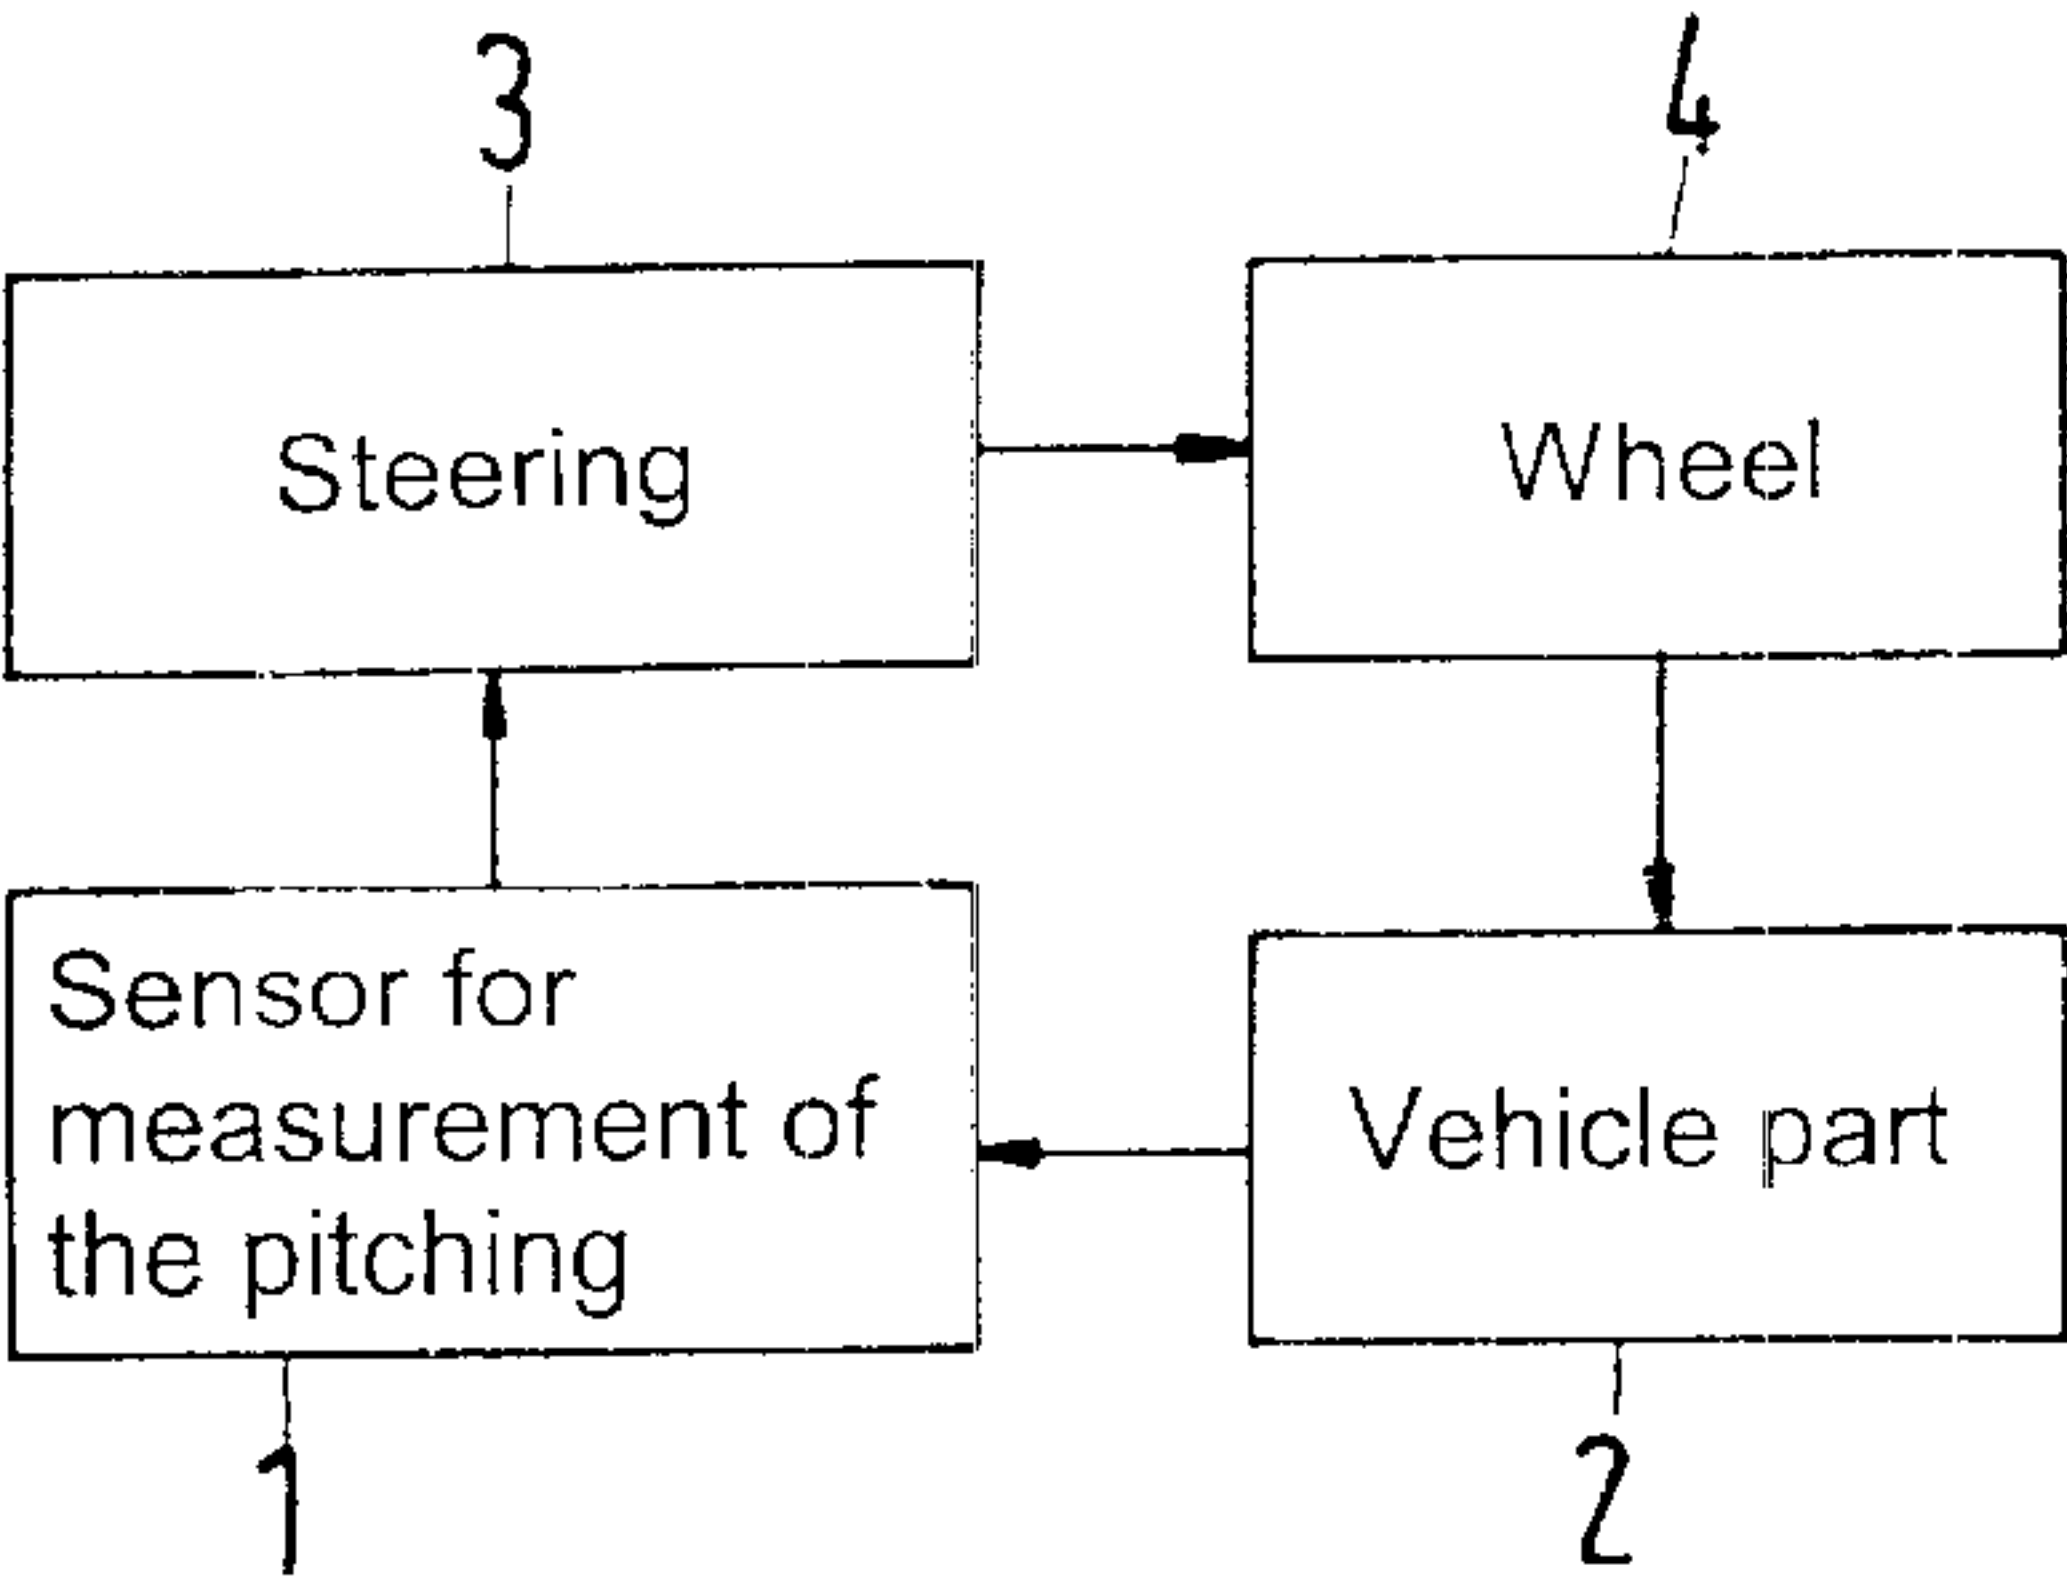 3
4
Steering
Wheel
Sensor for
measurement of
the pitching
Vehicle part
1
2